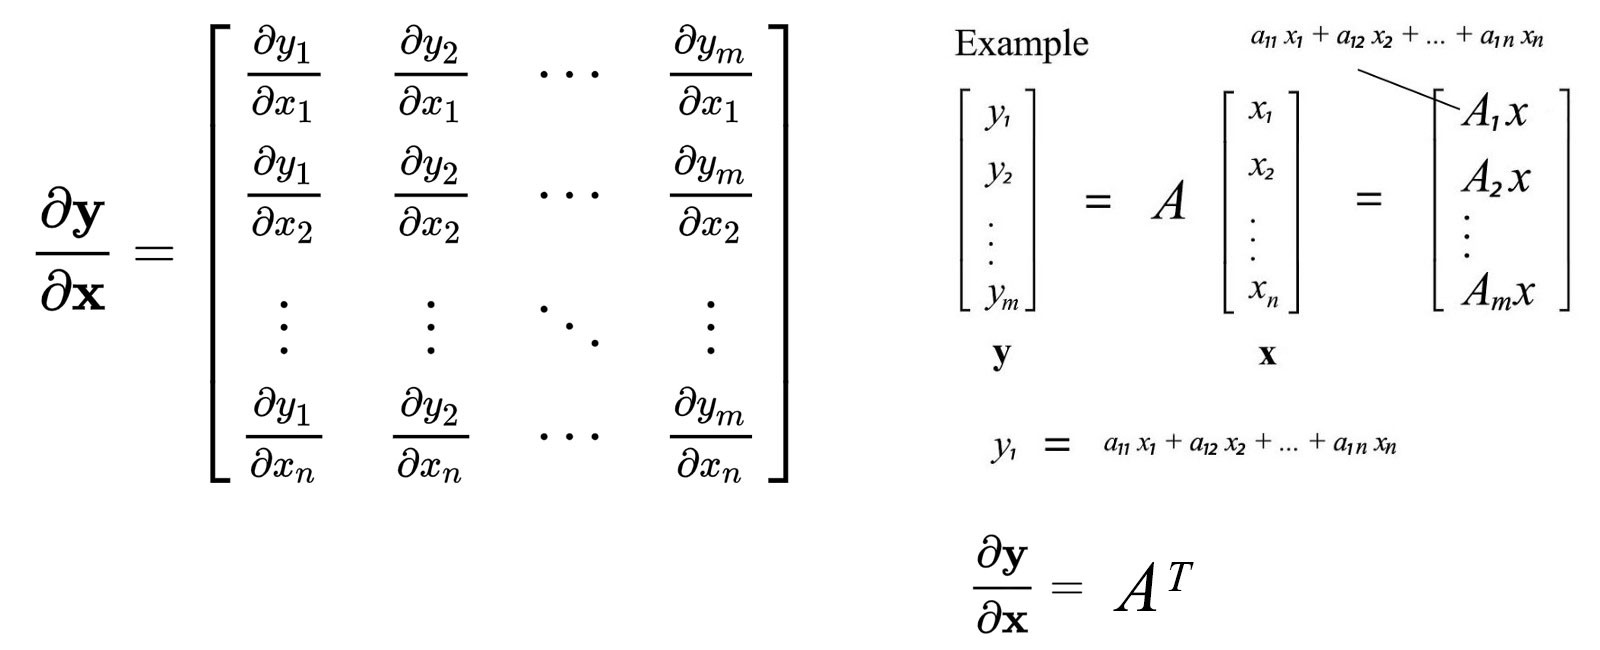 ∂y/∂x = [ ∂y₁/∂x₁ ∂y₂/∂x₁ ⋯ ∂yₘ/∂x₁
∂y₁/∂x₂ ∂y₂/∂x₂ ⋯ ∂yₘ/∂x₂
⋮ ⋮ ⋱ ⋮
∂y₁/∂xₙ ∂y₂/∂xₙ ⋯ ∂yₘ/∂xₙ ]
Example
a₁₁ x₁ + a₁₂ x₂ + ... + a₁ₙ xₙ
[ y₁ y₂ ⋮ yₘ ] = A [ x₁ x₂ ⋮ xₙ ] = [ A₁x A₂x ⋮ Aₘx ]
y x
y₁ = a₁₁ x₁ + a₁₂ x₂ + ... + a₁ₙ xₙ
∂y/∂x = Aᵀ